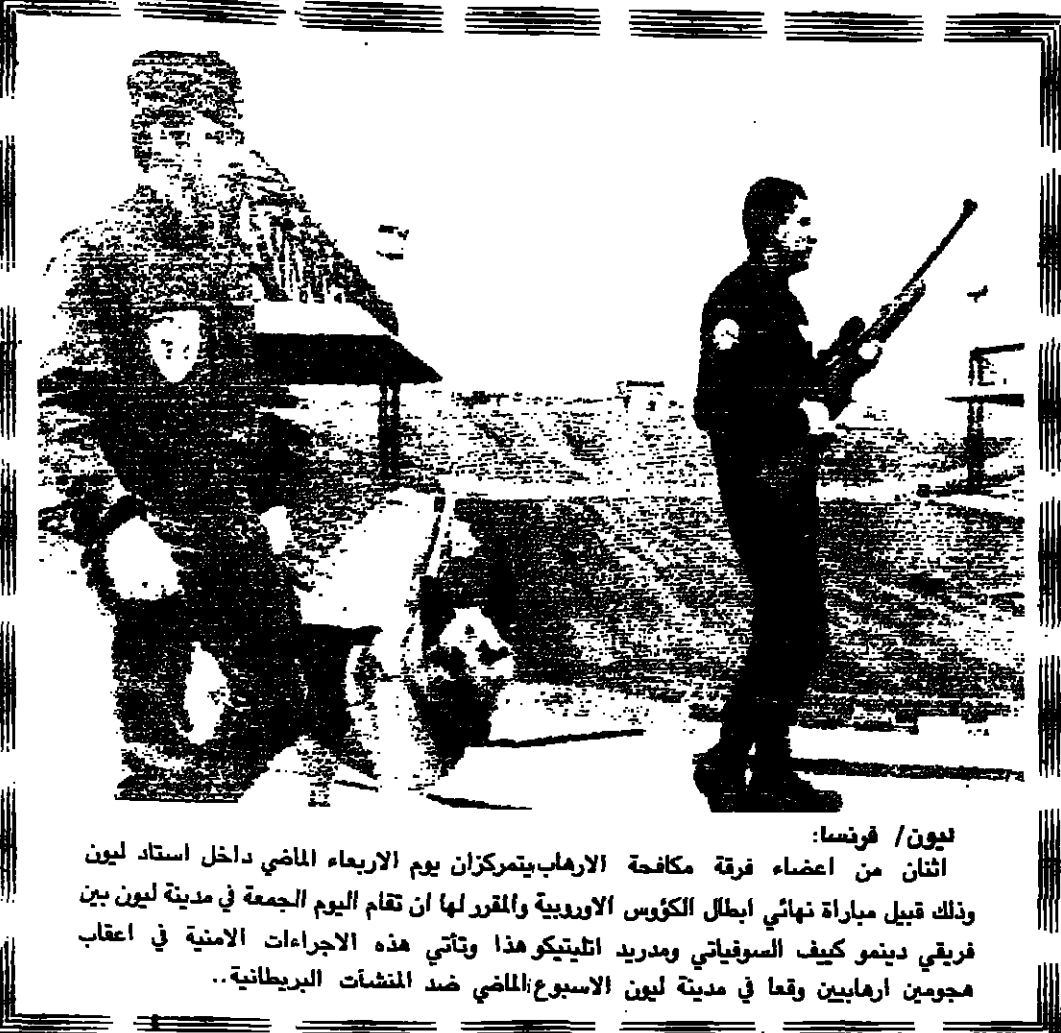 ليون/ فرنسا:
اثنان من اعضاء فرقة مكافحة الارهاب يتمركزان يوم الاربعاء الماضي داخل استاد ليون
وذلك قبيل مباراة نهائي ابطال الكؤوس الاوروبية والمقرر لها ان تقام اليوم الجمعة في مدينة ليون بين
فريقي دينمو كييف السوفياتي ومدريد اتليتيكو هذا وتأتي هذه الاجراءات الامنية في اعقاب
هجومين ارهابيين وقعا في مدينة ليون الاسبوع الماضي ضد المنشآت البريطانية..